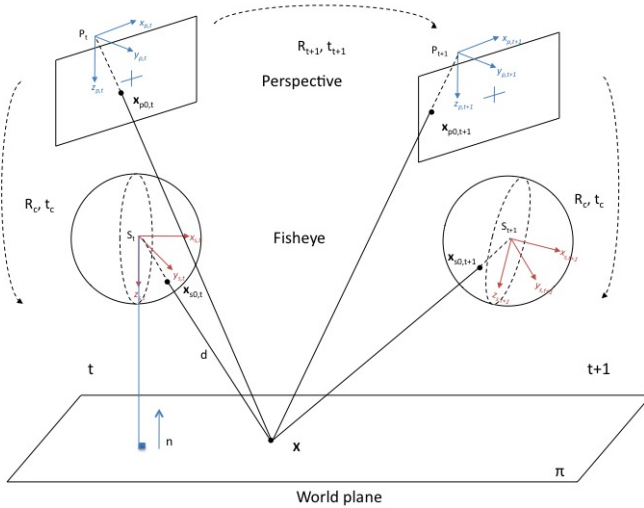 P_t
x_{p,t}
y_{p,t}
z_{p,t}
x_{p0,t}
R_{t+1}, t_{t+1}
Perspective
P_{t+1}
x_{p,t+1}
y_{p,t+1}
z_{p,t+1}
x_{p0,t+1}
R_c, t_c
S_t
x_{s,t}
y_{s,t}
x_{s0,t}
Fisheye
R_c, t_c
S_{t+1}
x_{s,t+1}
y_{s,t+1}
z_{s,t+1}
x_{s0,t+1}
d
t
t+1
n
x
π
World plane